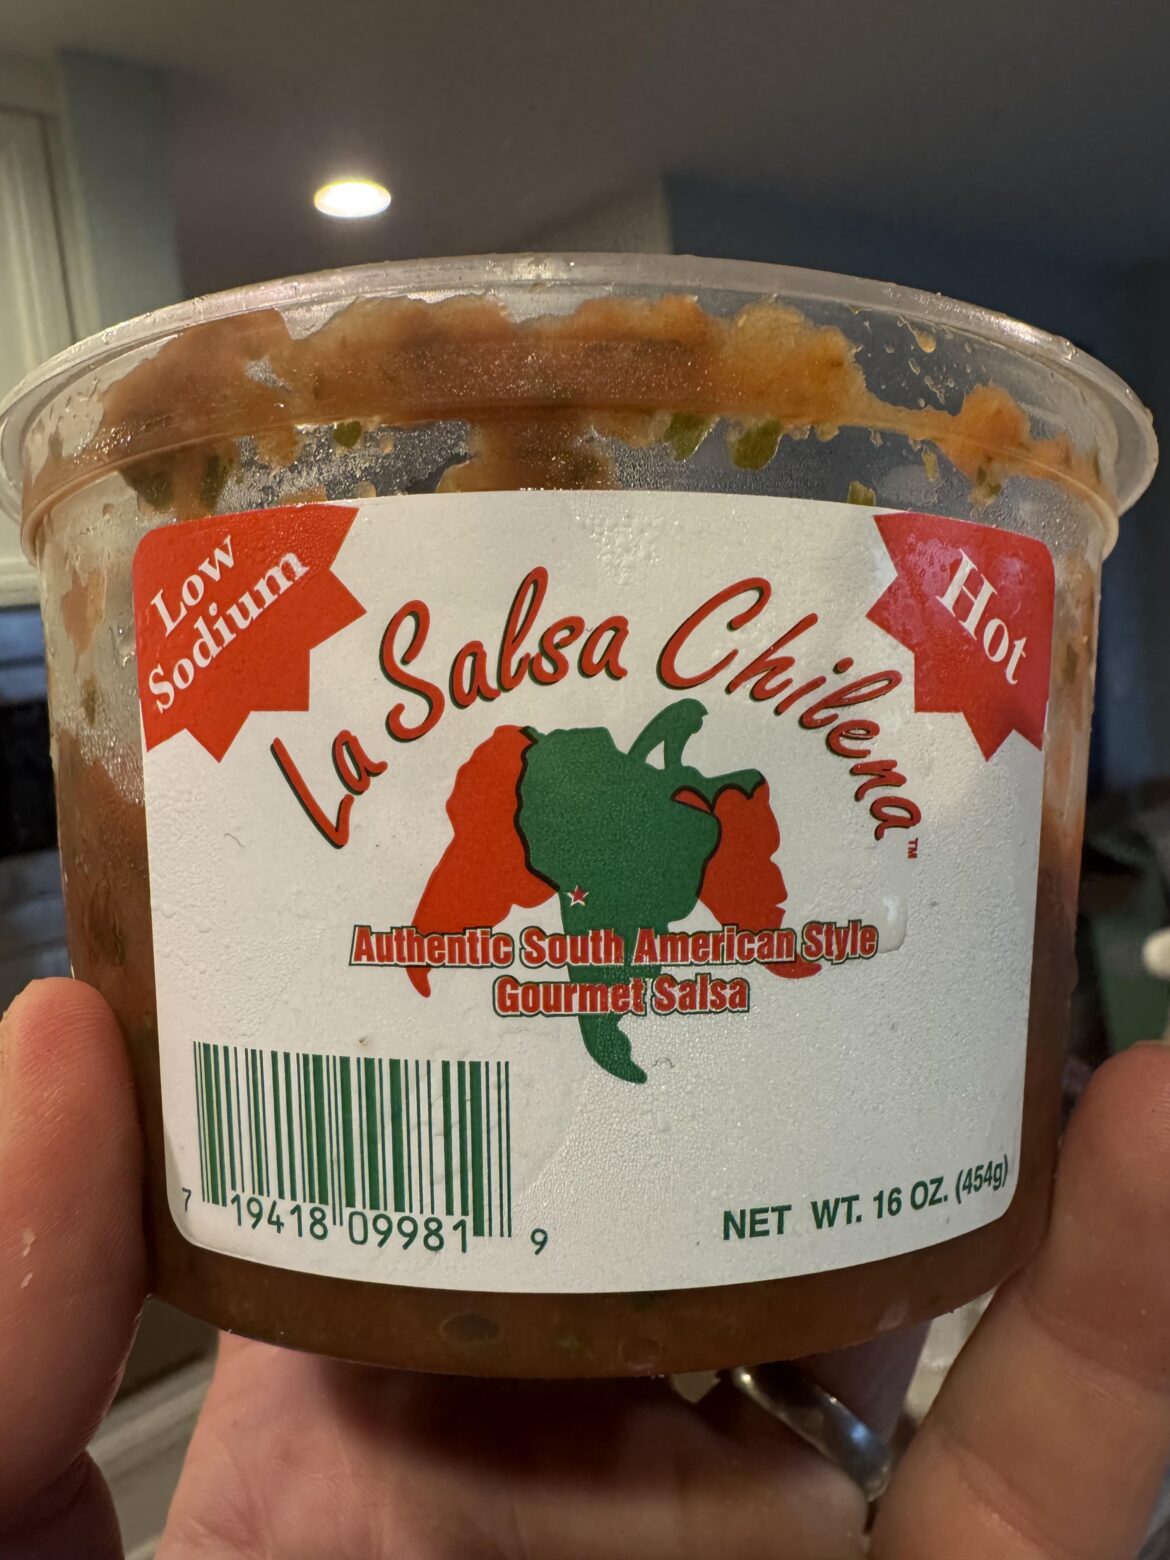 Low
Sodium
Hot
La Salsa Chilena™
Authentic South American Style
Gourmet Salsa
7 19418 09981 9
NET WT. 16 OZ. (454g)